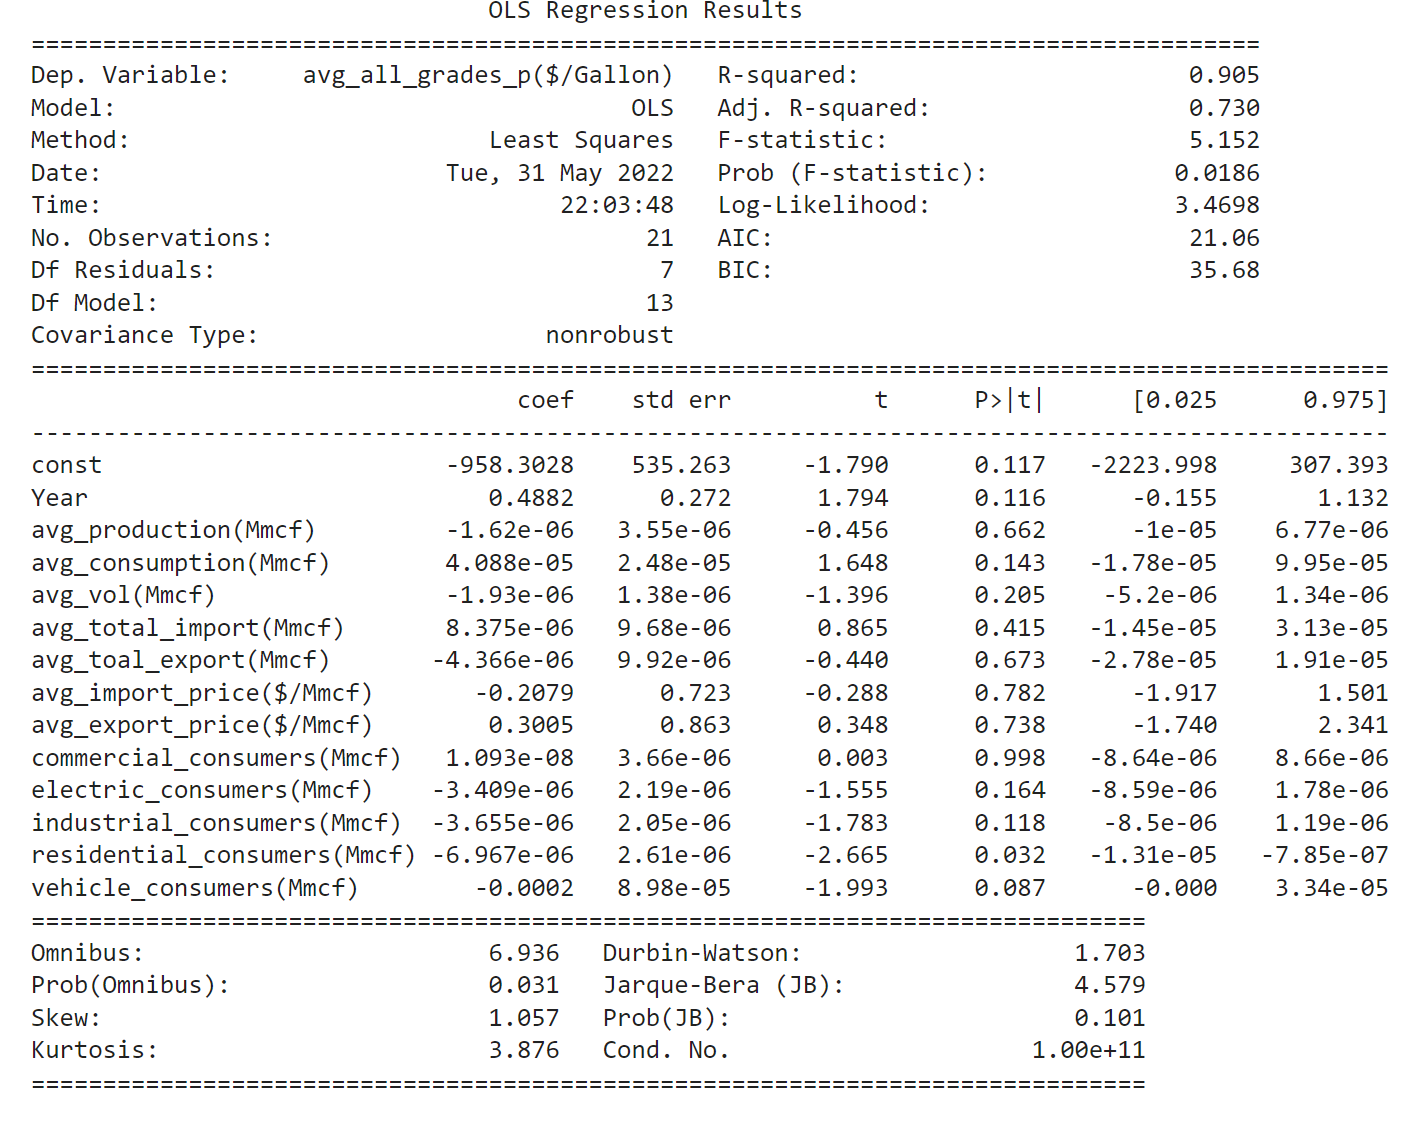 OLS Regression Results
==============================================================================
Dep. Variable: avg_all_grades_p($/Gallon) R-squared: 0.905
Model: OLS Adj. R-squared: 0.730
Method: Least Squares F-statistic: 5.152
Date: Tue, 31 May 2022 Prob (F-statistic): 0.0186
Time: 22:03:48 Log-Likelihood: 3.4698
No. Observations: 21 AIC: 21.06
Df Residuals: 7 BIC: 35.68
Df Model: 13
Covariance Type: nonrobust
==============================================================================
coef std err t P>|t| [0.025 0.975]
------------------------------------------------------------------------------
const -958.3028 535.263 -1.790 0.117 -2223.998 307.393
Year 0.4882 0.272 1.794 0.116 -0.155 1.132
avg_production(Mmcf) -1.62e-06 3.55e-06 -0.456 0.662 -1e-05 6.77e-06
avg_consumption(Mmcf) 4.088e-05 2.48e-05 1.648 0.143 -1.78e-05 9.95e-05
avg_vol(Mmcf) -1.93e-06 1.38e-06 -1.396 0.205 -5.2e-06 1.34e-06
avg_total_import(Mmcf) 8.375e-06 9.68e-06 0.865 0.415 -1.45e-05 3.13e-05
avg_toal_export(Mmcf) -4.366e-06 9.92e-06 -0.440 0.673 -2.78e-05 1.91e-05
avg_import_price($/Mmcf) -0.2079 0.723 -0.288 0.782 -1.917 1.501
avg_export_price($/Mmcf) 0.3005 0.863 0.348 0.738 -1.740 2.341
commercial_consumers(Mmcf) 1.093e-08 3.66e-06 0.003 0.998 -8.64e-06 8.66e-06
electric_consumers(Mmcf) -3.409e-06 2.19e-06 -1.555 0.164 -8.59e-06 1.78e-06
industrial_consumers(Mmcf) -3.655e-06 2.05e-06 -1.783 0.118 -8.5e-06 1.19e-06
residential_consumers(Mmcf) -6.967e-06 2.61e-06 -2.665 0.032 -1.31e-05 -7.85e-07
vehicle_consumers(Mmcf) -0.0002 8.98e-05 -1.993 0.087 -0.000 3.34e-05
==============================================================================
Omnibus: 6.936 Durbin-Watson: 1.703
Prob(Omnibus): 0.031 Jarque-Bera (JB): 4.579
Skew: 1.057 Prob(JB): 0.101
Kurtosis: 3.876 Cond. No. 1.00e+11
==============================================================================